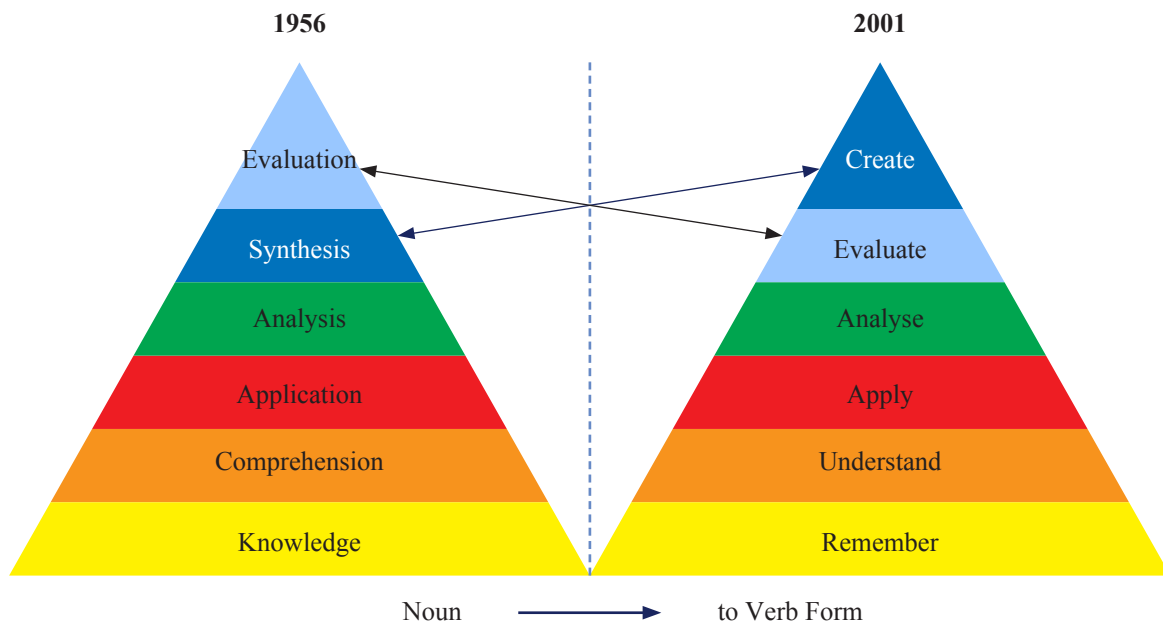 1956
Evaluation
Synthesis
Analysis
Application
Comprehension
Knowledge
2001
Create
Evaluate
Analyse
Apply
Understand
Remember
Noun to Verb Form